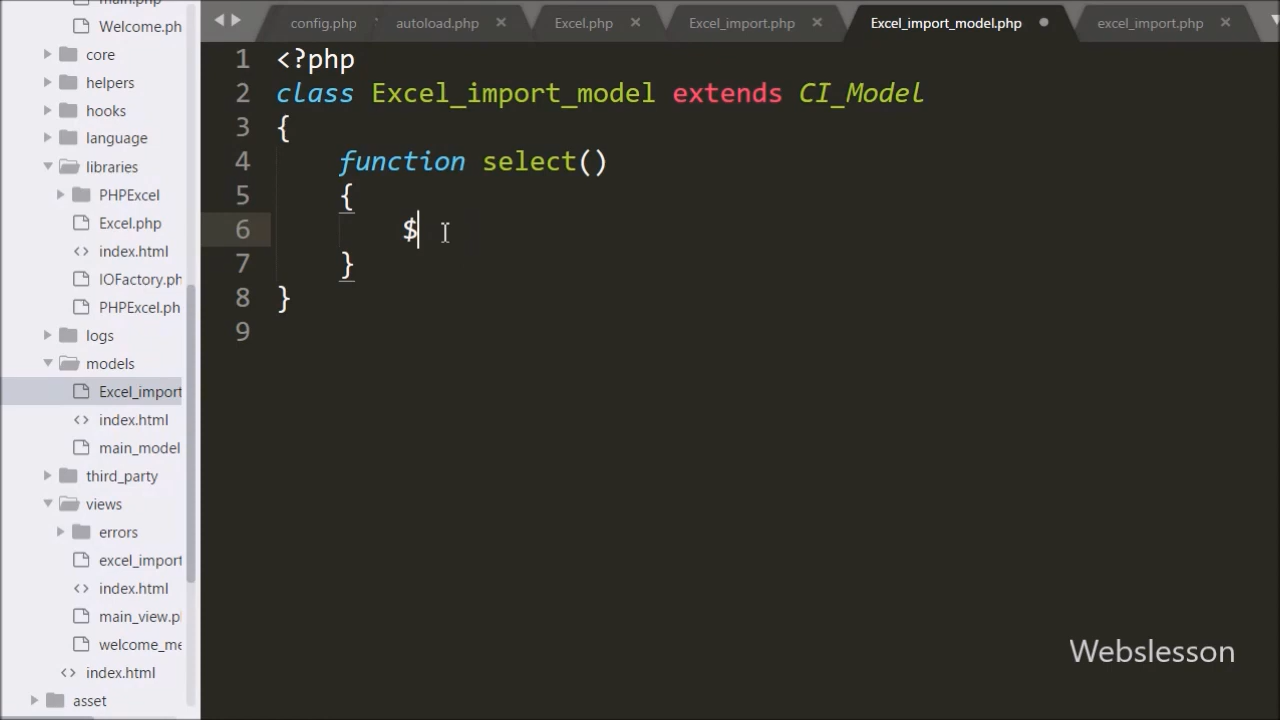 main.php
Welcome.ph
core
helpers
hooks
language
libraries
PHPExcel
Excel.php
index.html
IOFactory.ph
PHPExcel.ph
logs
models
Excel_import
index.html
main_model
third_party
views
errors
excel_import
index.html
main_view.p
welcome_me
index.html
asset
config.php
autoload.php
Excel.php
Excel_import.php
Excel_import_model.php
excel_import.php
1 <?php
2 class Excel_import_model extends CI_Model
3 {
4 function select()
5 {
6 $
7 }
8 }
9
Webslesson